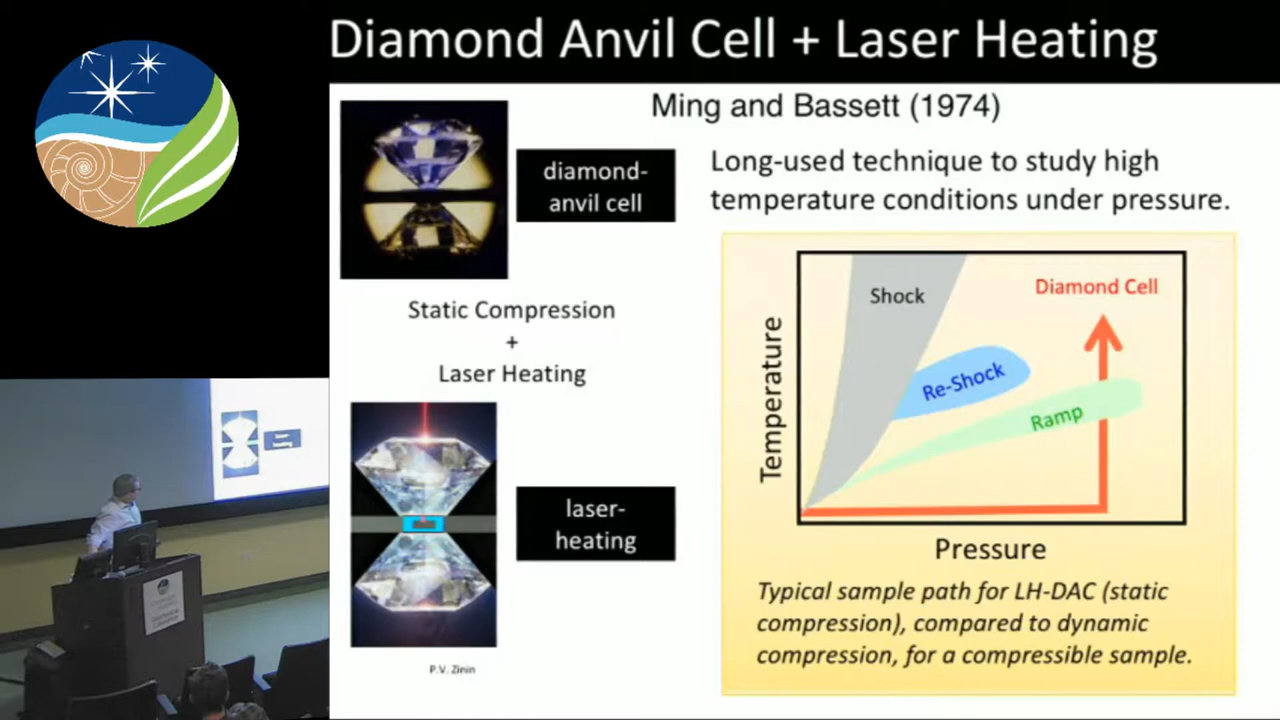 Diamond Anvil Cell + Laser Heating
Ming and Bassett (1974)
diamond-
anvil cell
Long-used technique to study high
temperature conditions under pressure.
Static Compression
+
Laser Heating
laser-
heating
P.V. Zinin
Temperature
Shock
Diamond Cell
Re-Shock
Ramp
Pressure
Typical sample path for LH-DAC (static
compression), compared to dynamic
compression, for a compressible sample.
laser-
heating